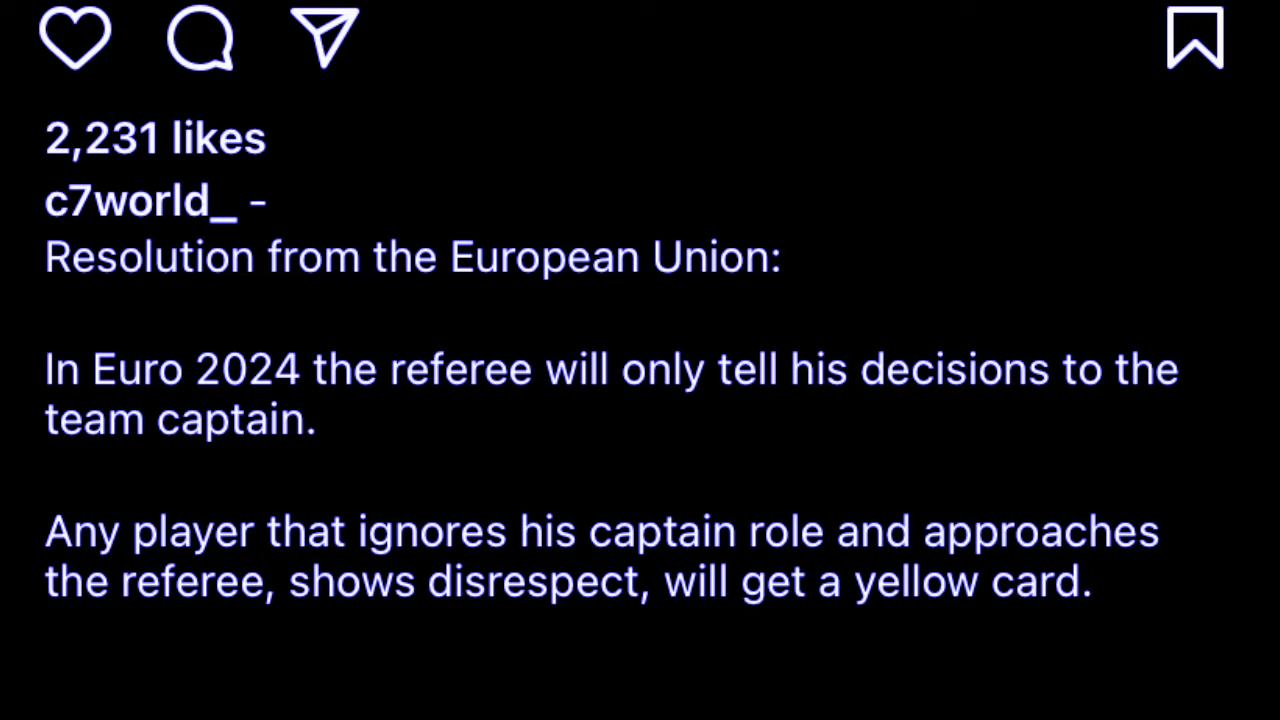 2,231 likes
c7world_ -
Resolution from the European Union:
In Euro 2024 the referee will only tell his decisions to the
team captain.
Any player that ignores his captain role and approaches
the referee, shows disrespect, will get a yellow card.